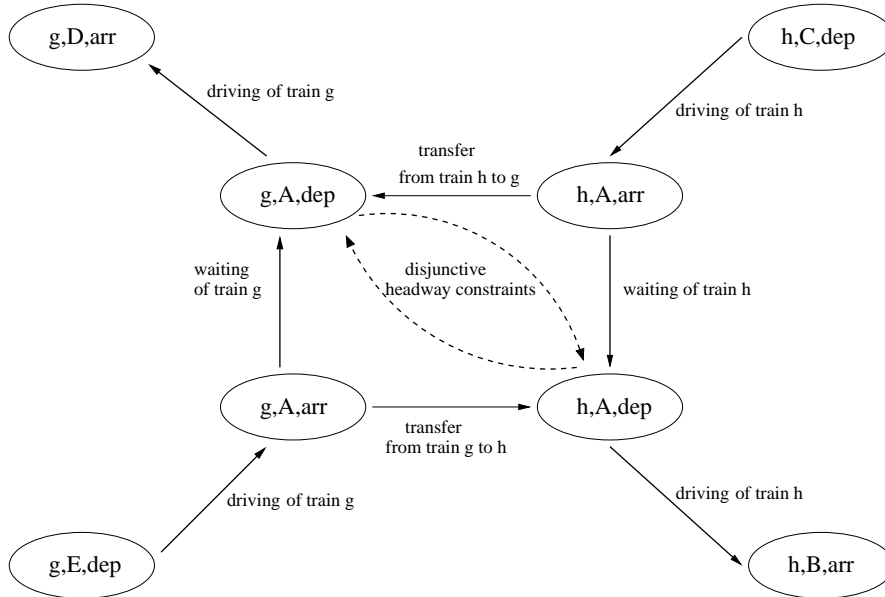 g,D,arr
h,C,dep
driving of train g
driving of train h
transfer
from train h to g
g,A,dep
h,A,arr
waiting
of train g
disjunctive
headway constraints
waiting of train h
g,A,arr
h,A,dep
transfer
from train g to h
driving of train g
driving of train h
g,E,dep
h,B,arr